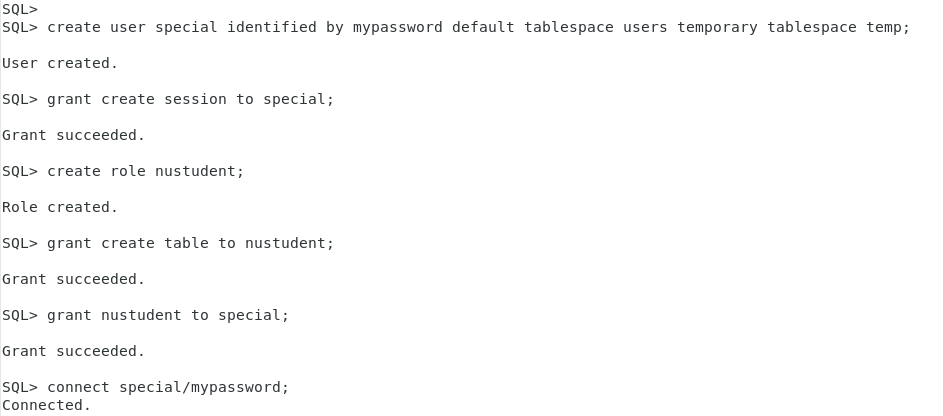 SQL>
SQL> create user special identified by mypassword default tablespace users temporary tablespace temp;
User created.
SQL> grant create session to special;
Grant succeeded.
SQL> create role nustudent;
Role created.
SQL> grant create table to nustudent;
Grant succeeded.
SQL> grant nustudent to special;
Grant succeeded.
SQL> connect special/mypassword;
Connected.